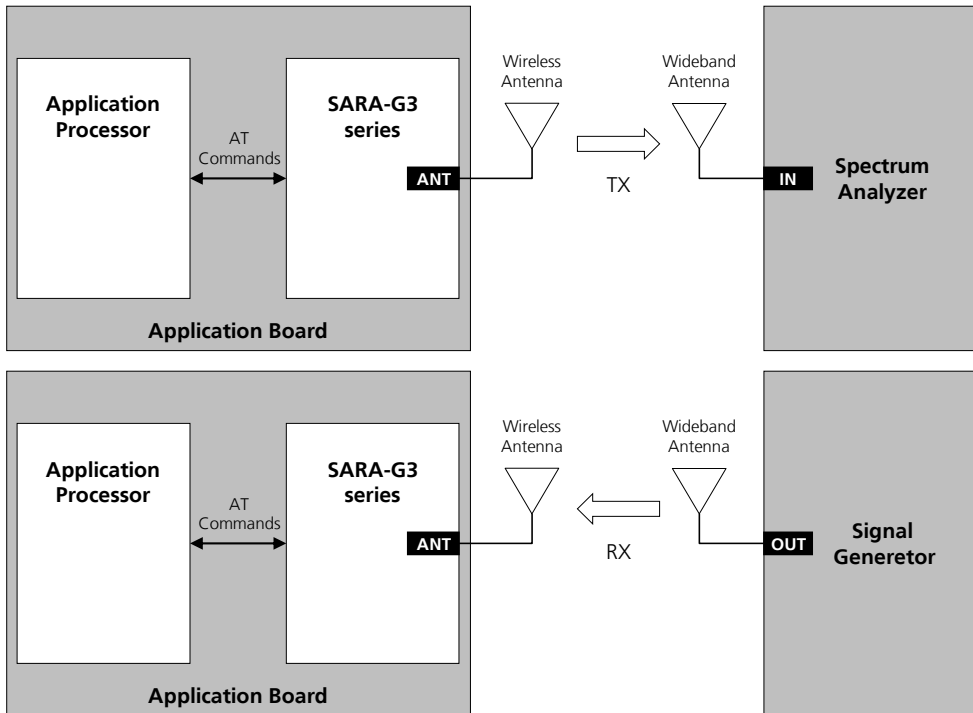 Application
Processor
AT
Commands
SARA-G3
series
ANT
Wireless
Antenna
TX
Wideband
Antenna
IN
Spectrum
Analyzer
Application Board
Application
Processor
AT
Commands
SARA-G3
series
ANT
Wireless
Antenna
RX
Wideband
Antenna
OUT
Signal
Generetor
Application Board